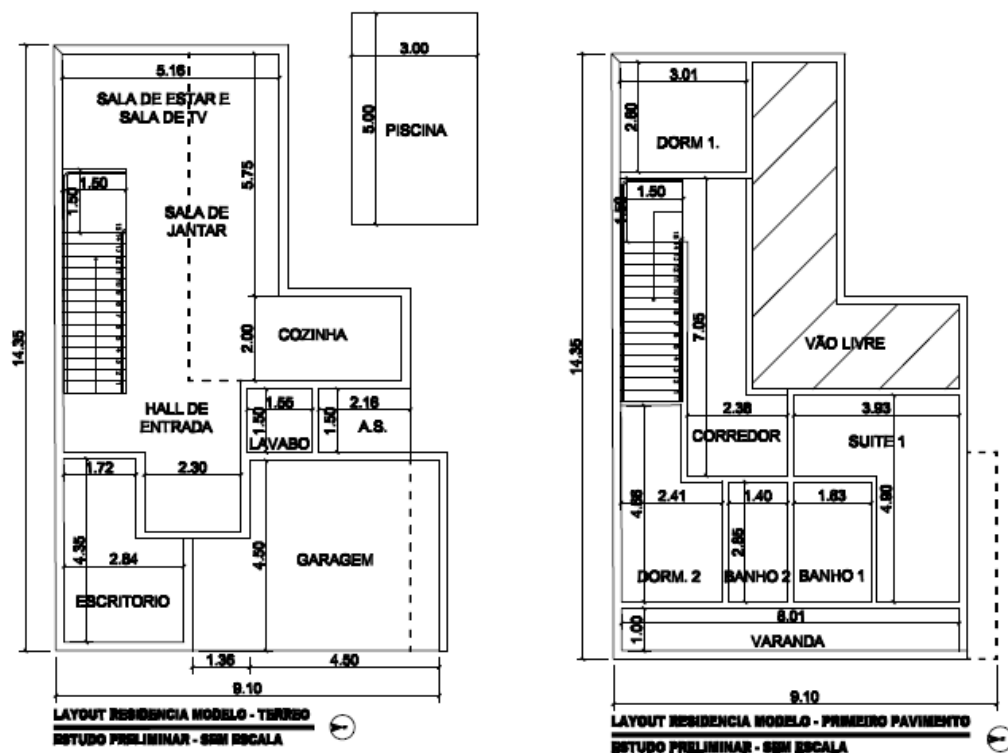 5.16
SALA DE ESTAR E
SALA DE TV
1.50
1.50
SALA DE
JANTAR
5.75
14.35
2.00
COZINHA
HALL DE
ENTRADA
1.55
1.50
LAVABO
1.50
2.16
A.S.
1.72
2.30
4.35
2.84
ESCRITORIO
4.50
GARAGEM
1.36
4.50
9.10
LAYOUT RESIDENCIA MODELO - TERREO
ESTUDO PRELIMINAR - SEM ESCALA
3.00
5.00
PISCINA
3.01
2.60
DORM 1.
1.50
1.50
7.05
14.35
VÃO LIVRE
2.36
CORREDOR
3.93
SUITE 1
4.90
2.41
1.40
1.63
2.85
DORM. 2
BANHO 2
BANHO 1
1.00
VARANDA
9.10
LAYOUT RESIDENCIA MODELO - PRIMEIRO PAVIMENTO
ESTUDO PRELIMINAR - SEM ESCALA